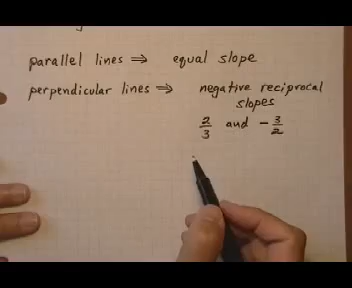 parallel lines ⇒ equal slope
perpendicular lines ⇒ negative reciprocal
slopes
2/3 and -3/2